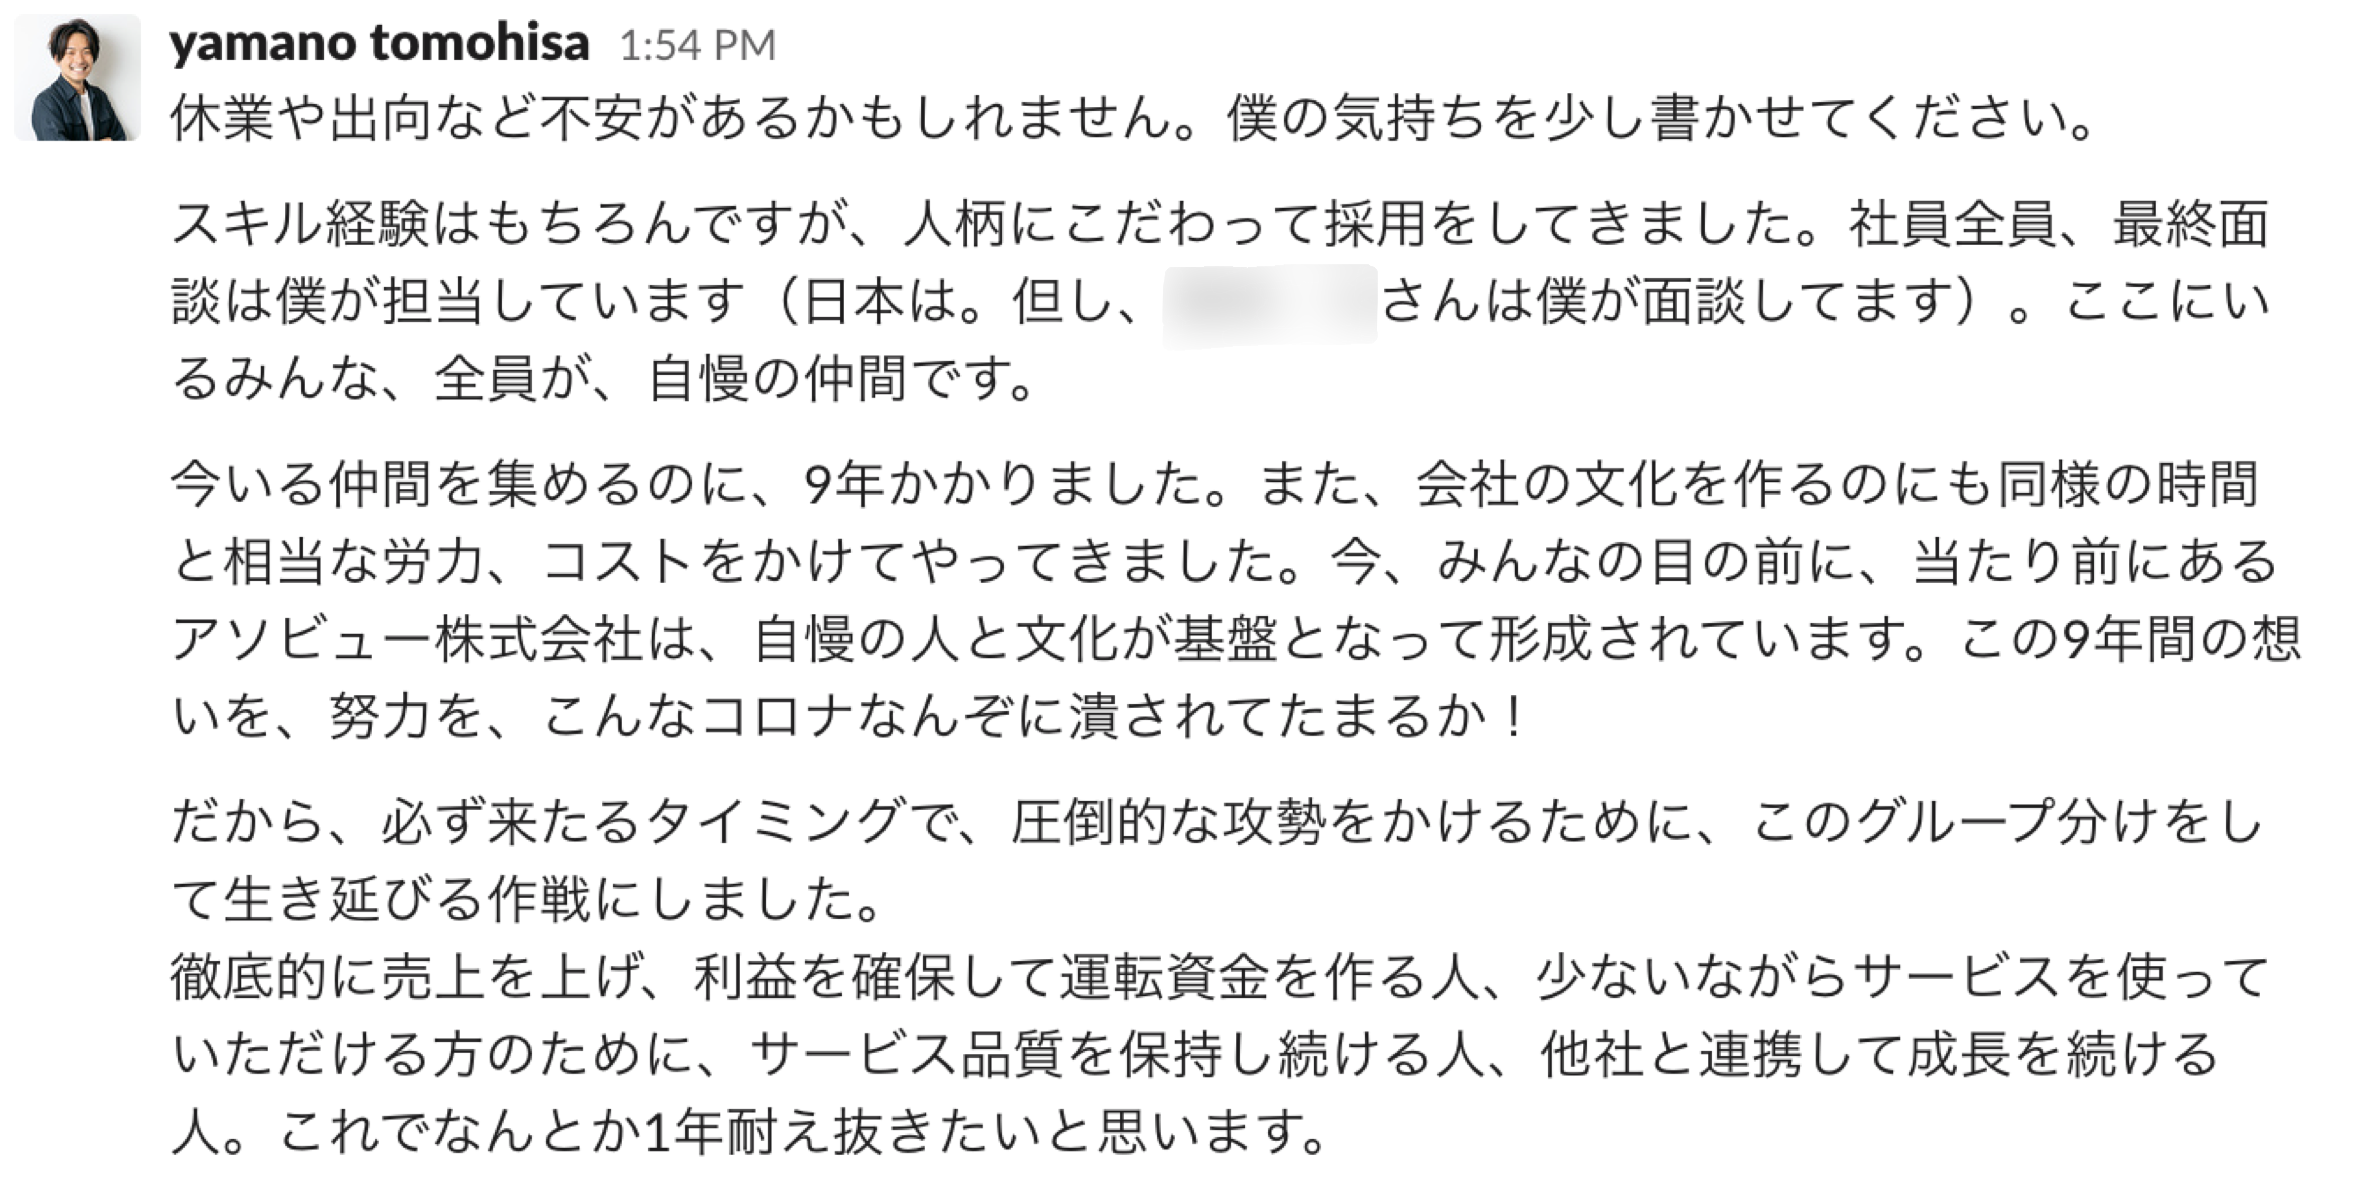 yamano tomohisa 1:54 PM
休業や出向など不安があるかもしれません。僕の気持ちを少し書かせてください。
スキル経験はもちろんですが、人柄にこだわって採用をしてきました。社員全員、最終面
談は僕が担当しています（日本は。但し、さんは僕が面談してます）。ここにい
るみんな、全員が、自慢の仲間です。
今いる仲間を集めるのに、9年かかりました。また、会社の文化を作るのにも同様の時間
と相当な労力、コストをかけてやってきました。今、みんなの目の前に、当たり前にある
アソビュー株式会社は、自慢の人と文化が基盤となって形成されています。この9年間の想
いを、努力を、こんなコロナなんぞに潰されてたまるか！
だから、必ず来たるタイミングで、圧倒的な攻勢をかけるために、このグループ分けをし
て生き延びる作戦にしました。
徹底的に売上を上げ、利益を確保して運転資金を作る人、少ないながらサービスを使って
いただける方のために、サービス品質を保持し続ける人、他社と連携して成長を続ける
人。これでなんとか1年耐え抜きたいと思います。